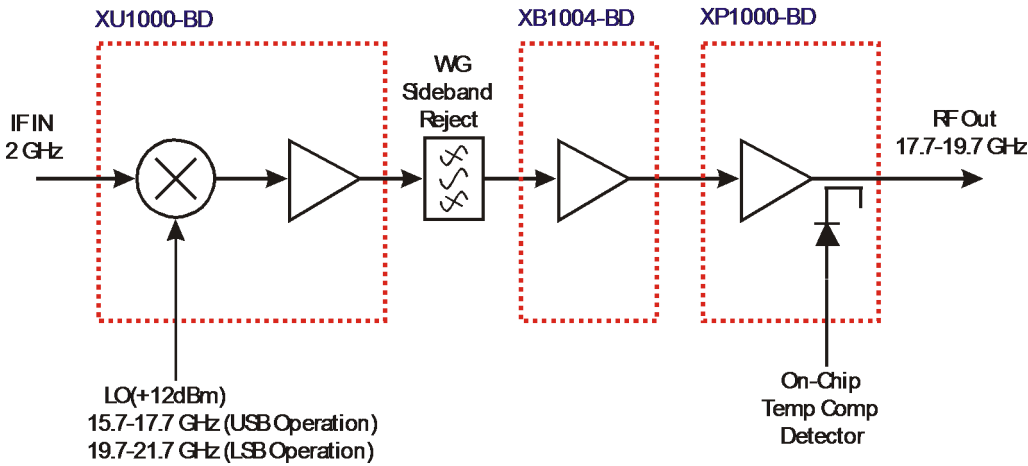 XU1000-BD
XB1004-BD
XP1000-BD
WG
Sideband
Reject
IF IN
2 GHz
RF Out
17.7-19.7 GHz
LO(+12dBm)
15.7-17.7 GHz (USB Operation)
19.7-21.7 GHz (LSB Operation)
On-Chip
Temp Comp
Detector